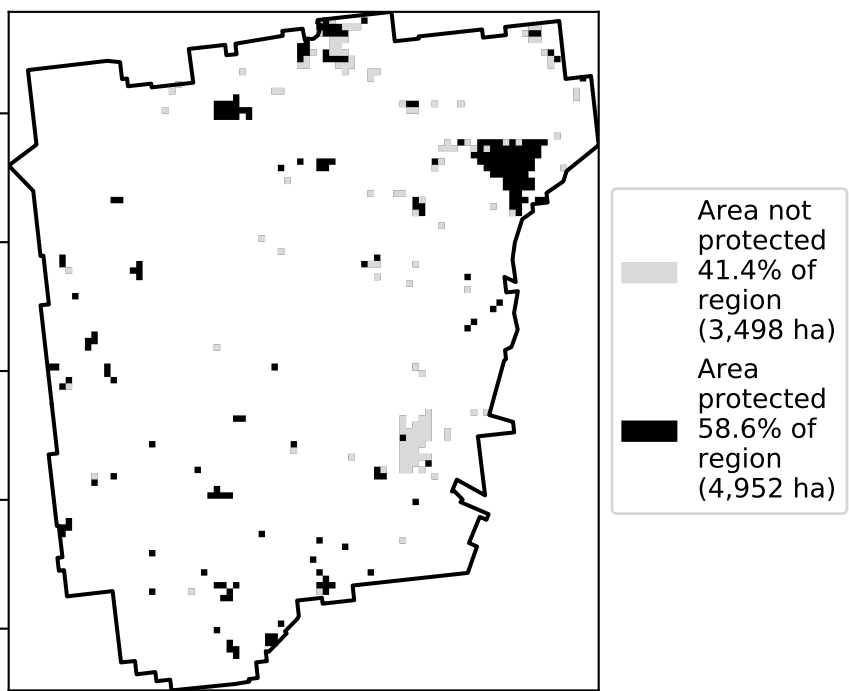 Area not
protected
41.4% of
region
(3,498 ha)
Area
protected
58.6% of
region
(4,952 ha)